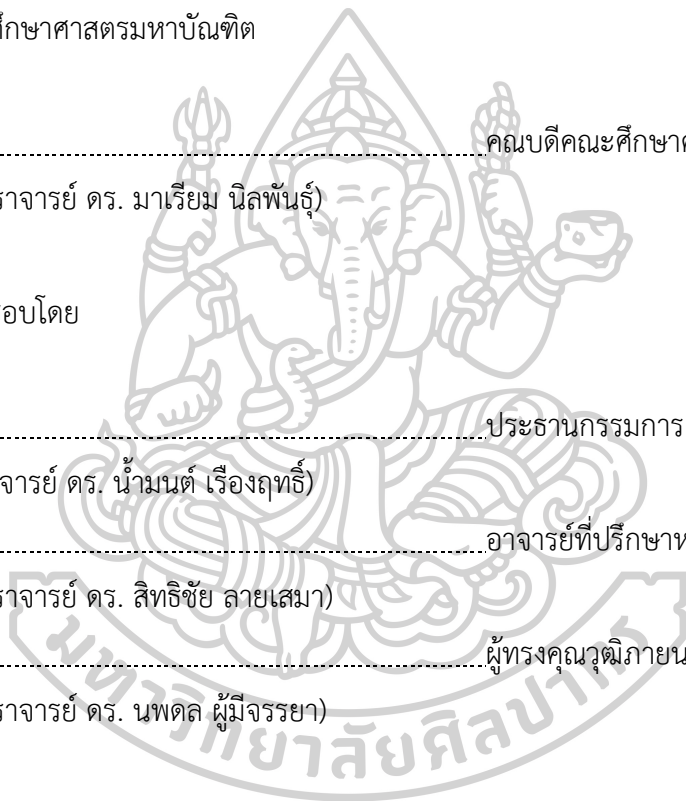 ศึกษาศาสตรมหาบัณฑิต
คณบดีคณะศึกษาศ
ราจารย์ ดร. มาเรียม นิลพันธุ์)
สอบโดย
ประธานกรรมการ
จารย์ ดร. น้ำมนต์ เรืองฤทธิ์)
อาจารย์ที่ปรึกษาห
ราจารย์ ดร. สิทธิชัย ลายเสมา)
ผู้ทรงคุณวุฒิภายน
ราจารย์ ดร. นพดล ผู้มีจรรยา)
มหาวิทยาลัยศิลปากร